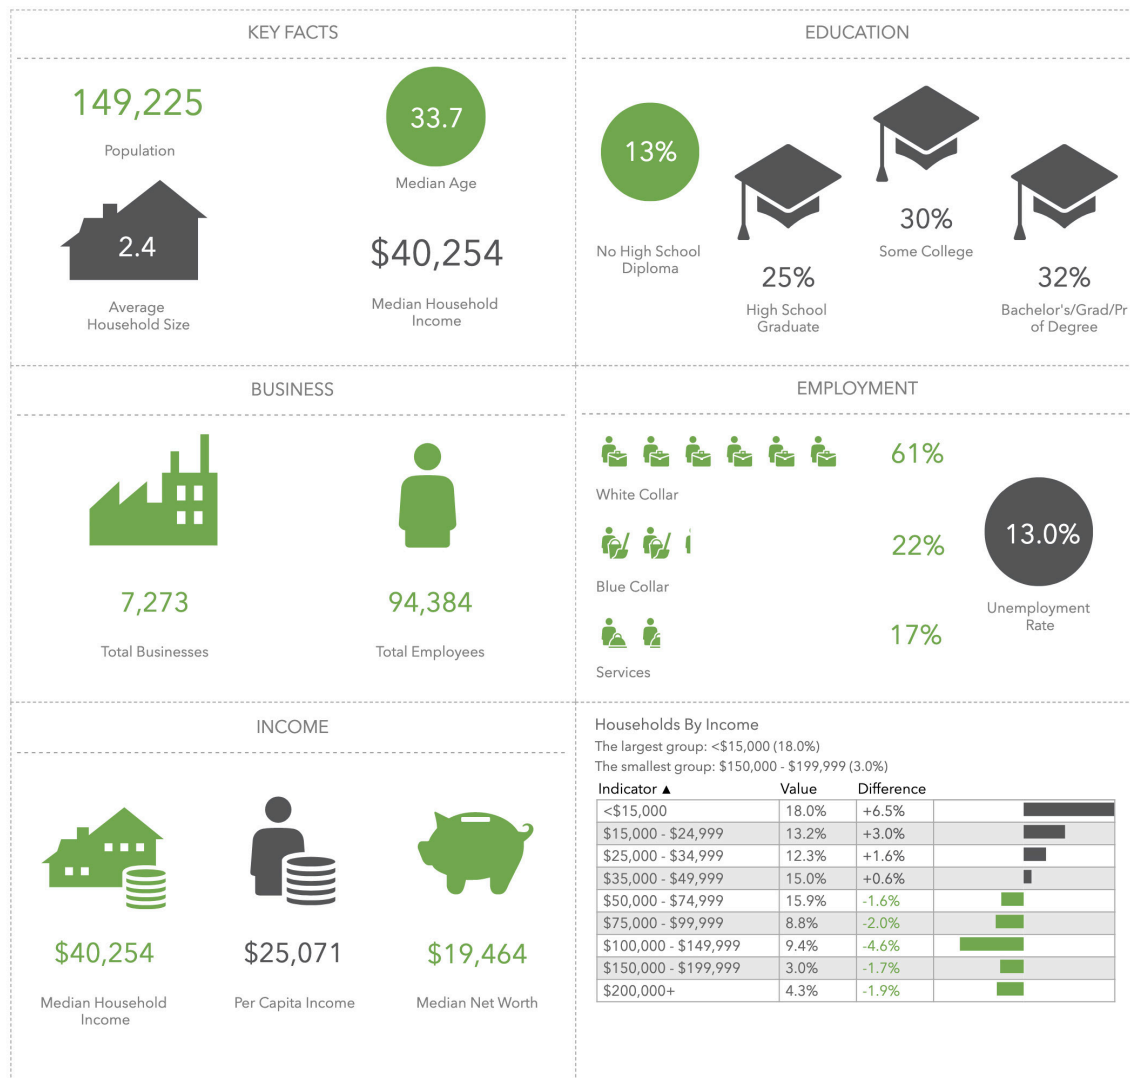 KEY FACTS
149,225
Population
33.7
Median Age
2.4
Average
Household Size
$40,254
Median Household
Income
EDUCATION
13%
No High School
Diploma
25%
High School
Graduate
30%
Some College
32%
Bachelor's/Grad/Pr
of Degree
BUSINESS
7,273
Total Businesses
94,384
Total Employees
EMPLOYMENT
61%
White Collar
22%
Blue Collar
17%
Services
13.0%
Unemployment
Rate
INCOME
$40,254
Median Household
Income
$25,071
Per Capita Income
$19,464
Median Net Worth
Households By Income
The largest group: <$15,000 (18.0%)
The smallest group: $150,000 - $199,999 (3.0%)
Indicator ▲ Value Difference
<$15,000 18.0% +6.5%
$15,000 - $24,999 13.2% +3.0%
$25,000 - $34,999 12.3% +1.6%
$35,000 - $49,999 15.0% +0.6%
$50,000 - $74,999 15.9% -1.6%
$75,000 - $99,999 8.8% -2.0%
$100,000 - $149,999 9.4% -4.6%
$150,000 - $199,999 3.0% -1.7%
$200,000+ 4.3% -1.9%